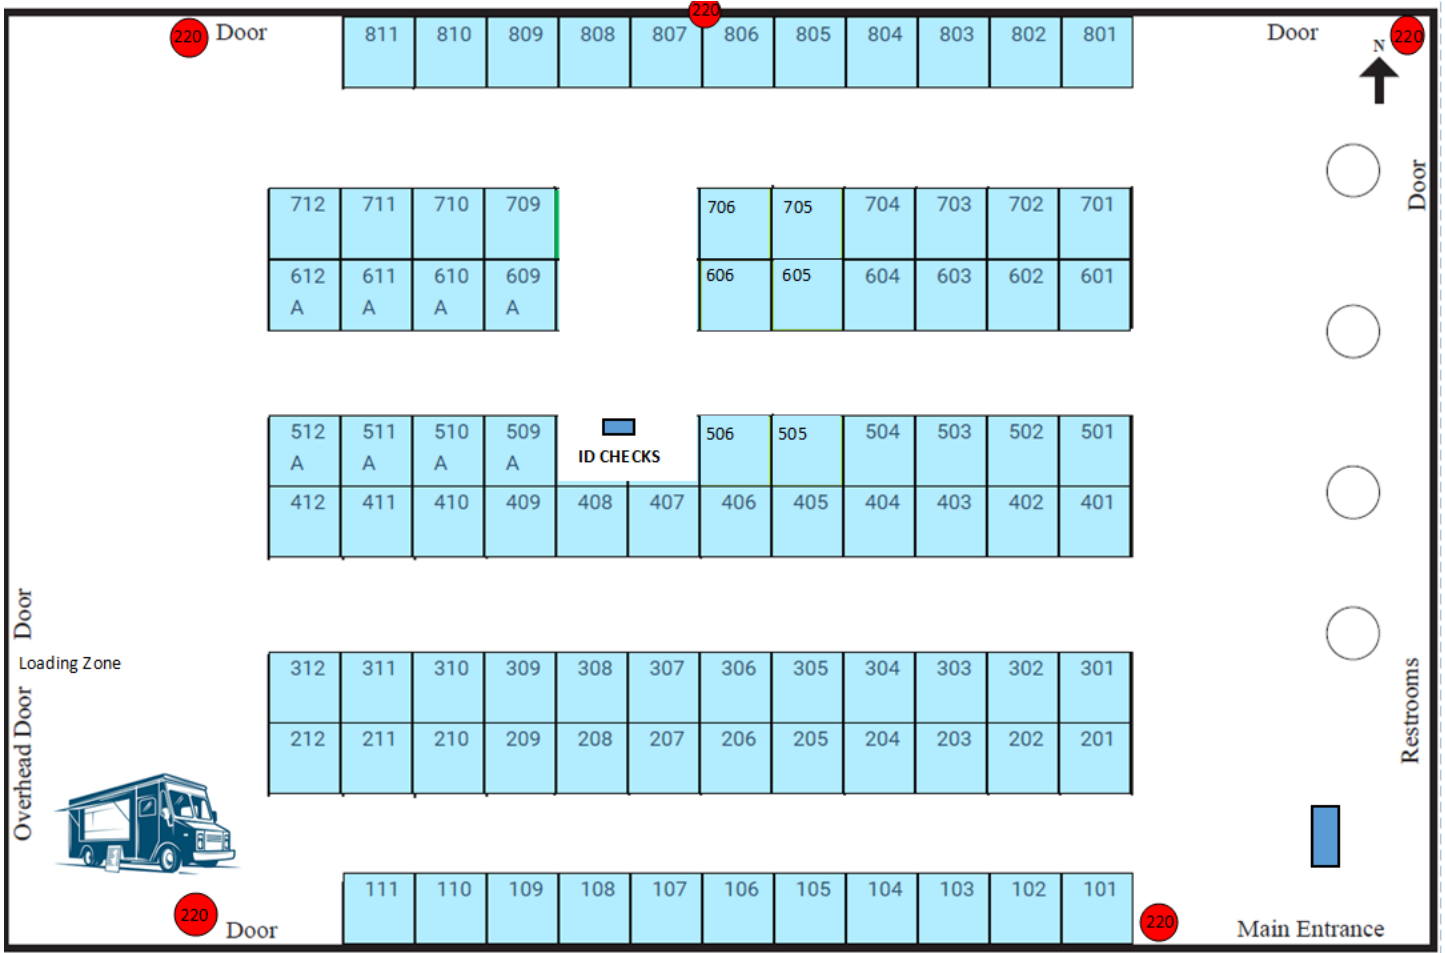 220
220 Door
811 810 809 808 807 806 805 804 803 802 801
Door
220
N
712 711 710 709
706 705 704 703 702 701
Door
612 611 610 609
A A A A
606 605 604 603 602 601
512 511 510 509
A A A A
ID CHECKS
506 505 504 503 502 501
412 411 410 409 408 407 406 405 404 403 402 401
Door
Loading Zone
Overhead Door
312 311 310 309 308 307 306 305 304 303 302 301
212 211 210 209 208 207 206 205 204 203 202 201
Restrooms
111 110 109 108 107 106 105 104 103 102 101
220 Door
220
Main Entrance